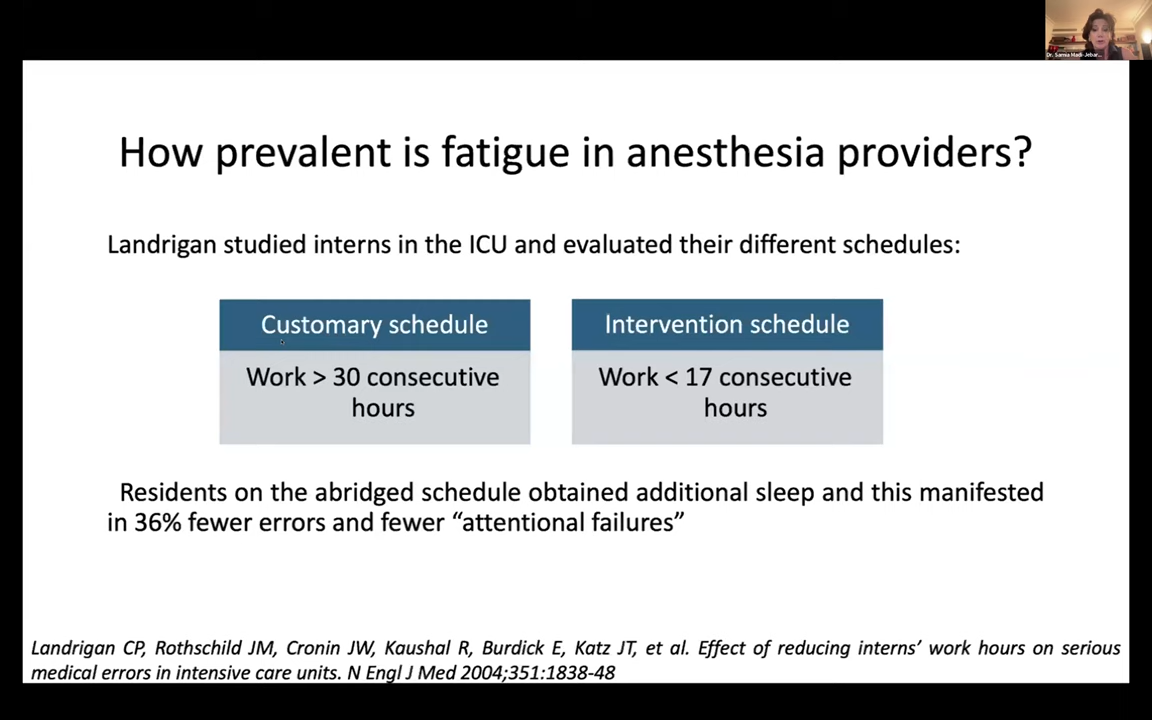 Dr. Samia Madi-Jebar...
How prevalent is fatigue in anesthesia providers?
Landrigan studied interns in the ICU and evaluated their different schedules:
Customary schedule
Work > 30 consecutive
hours
Intervention schedule
Work < 17 consecutive
hours
Residents on the abridged schedule obtained additional sleep and this manifested
in 36% fewer errors and fewer “attentional failures”
Landrigan CP, Rothschild JM, Cronin JW, Kaushal R, Burdick E, Katz JT, et al. Effect of reducing interns’ work hours on serious
medical errors in intensive care units. N Engl J Med 2004;351:1838-48